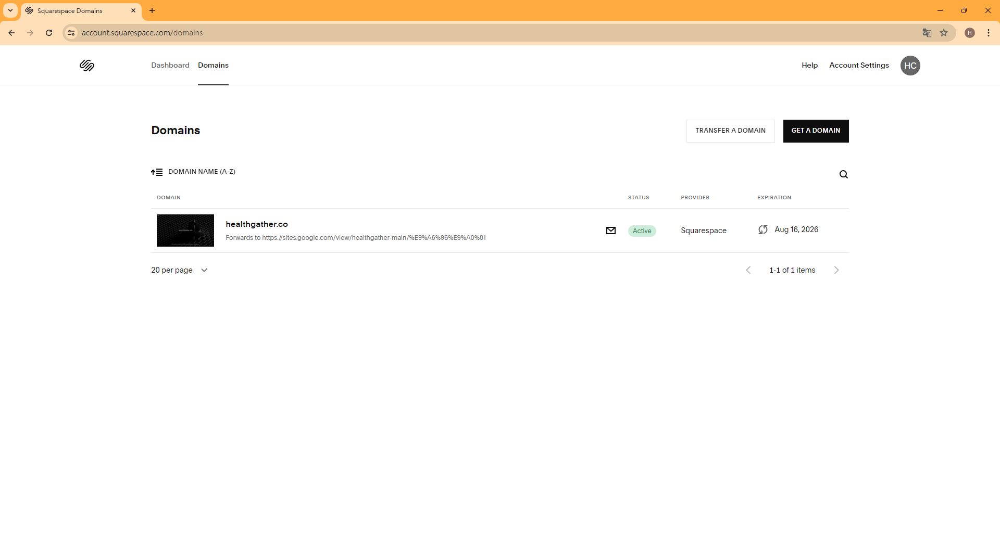 Squarespace Domains
account.squarespace.com/domains
H
Dashboard Domains
Help Account Settings HC
Domains
TRANSFER A DOMAIN GET A DOMAIN
DOMAIN NAME (A-Z)
DOMAIN STATUS PROVIDER EXPIRATION
healthgather.co
Forwards to https://sites.google.com/view/healthgather-main/%E9%A6%96%E9%A0%81
Active Squarespace Aug 16, 2026
20 per page 1-1 of 1 items